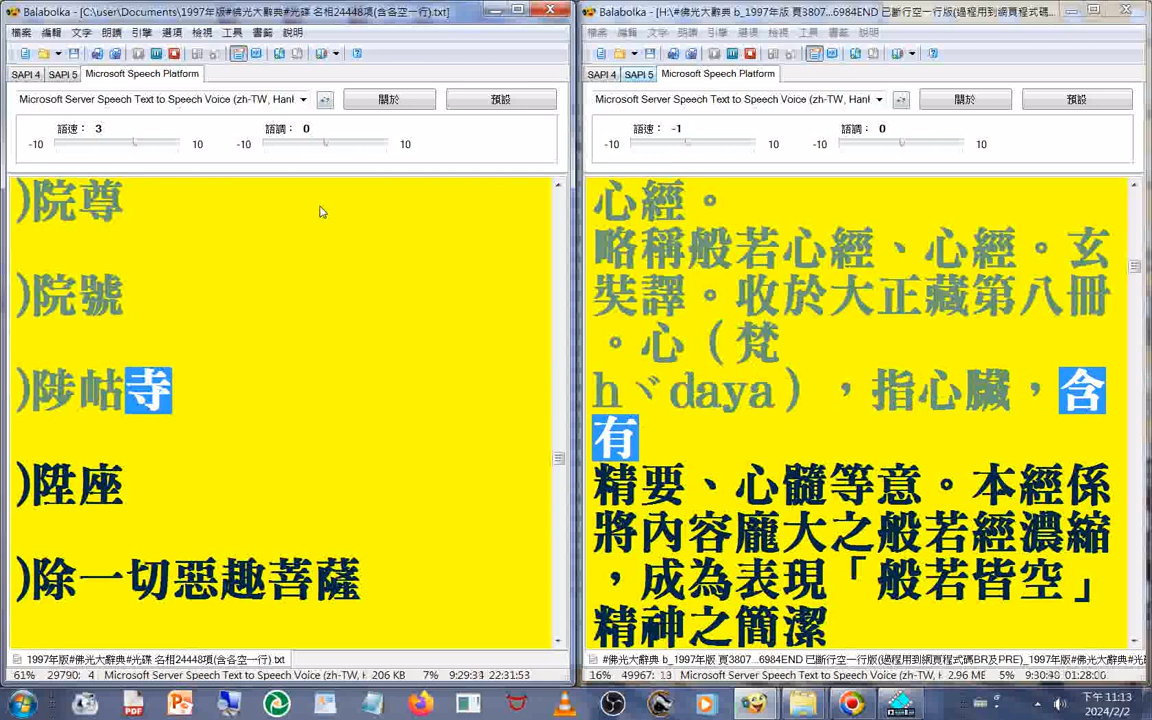 Balabolka - [C:\user\Documents\1997年版#佛光大辭典#光碟 名相24448項(含各空一行).txt]
檔案 編輯 文字 朗讀 引擎 選項 檢視 工具 書籤 說明
SAPI 4 SAPI 5 Microsoft Speech Platform
Microsoft Server Speech Text to Speech Voice (zh-TW, HanH
關於
預設
語速： 3
語調： 0
-10 10 -10 10
)院尊
)院號
)陟岵寺
)陞座
)除一切惡趣菩薩
1997年版#佛光大辭典#光碟 名相24448項(含各空一行).txt
61% 29790: 4 Microsoft Server Speech Text to Speech Voice (zh-TW, H 206 KB 7% 9:29:34 22:31:53
Balabolka - [H:\#佛光大辭典 b_1997年版 頁3807...6984END 已斷行空一行版(過程用到網頁程式碼
檔案 編輯 文字 朗讀 引擎 選項 檢視 工具 書籤 說明
SAPI 4 SAPI 5 Microsoft Speech Platform
Microsoft Server Speech Text to Speech Voice (zh-TW, HanH
關於
預設
語速： -1
語調： 0
-10 10 -10 10
心經。
略稱般若心經、心經。玄
奘譯。收於大正藏第八冊
。心（梵
hヾdaya），指心臟，含
有
精要、心髓等意。本經係
將內容龐大之般若經濃縮
，成為表現「般若皆空」
精神之簡潔
#佛光大辭典 b_1997年版 頁3807...6984END 已斷行空一行版(過程用到網頁程式碼BR及PRE)_1997年版#佛光
16% 49967: 13 Microsoft Server Speech Text to Speech Voice (zh-TW, 2.96 ME 5% 9:30:40 01:28:00
下午 11:13
2024/2/2